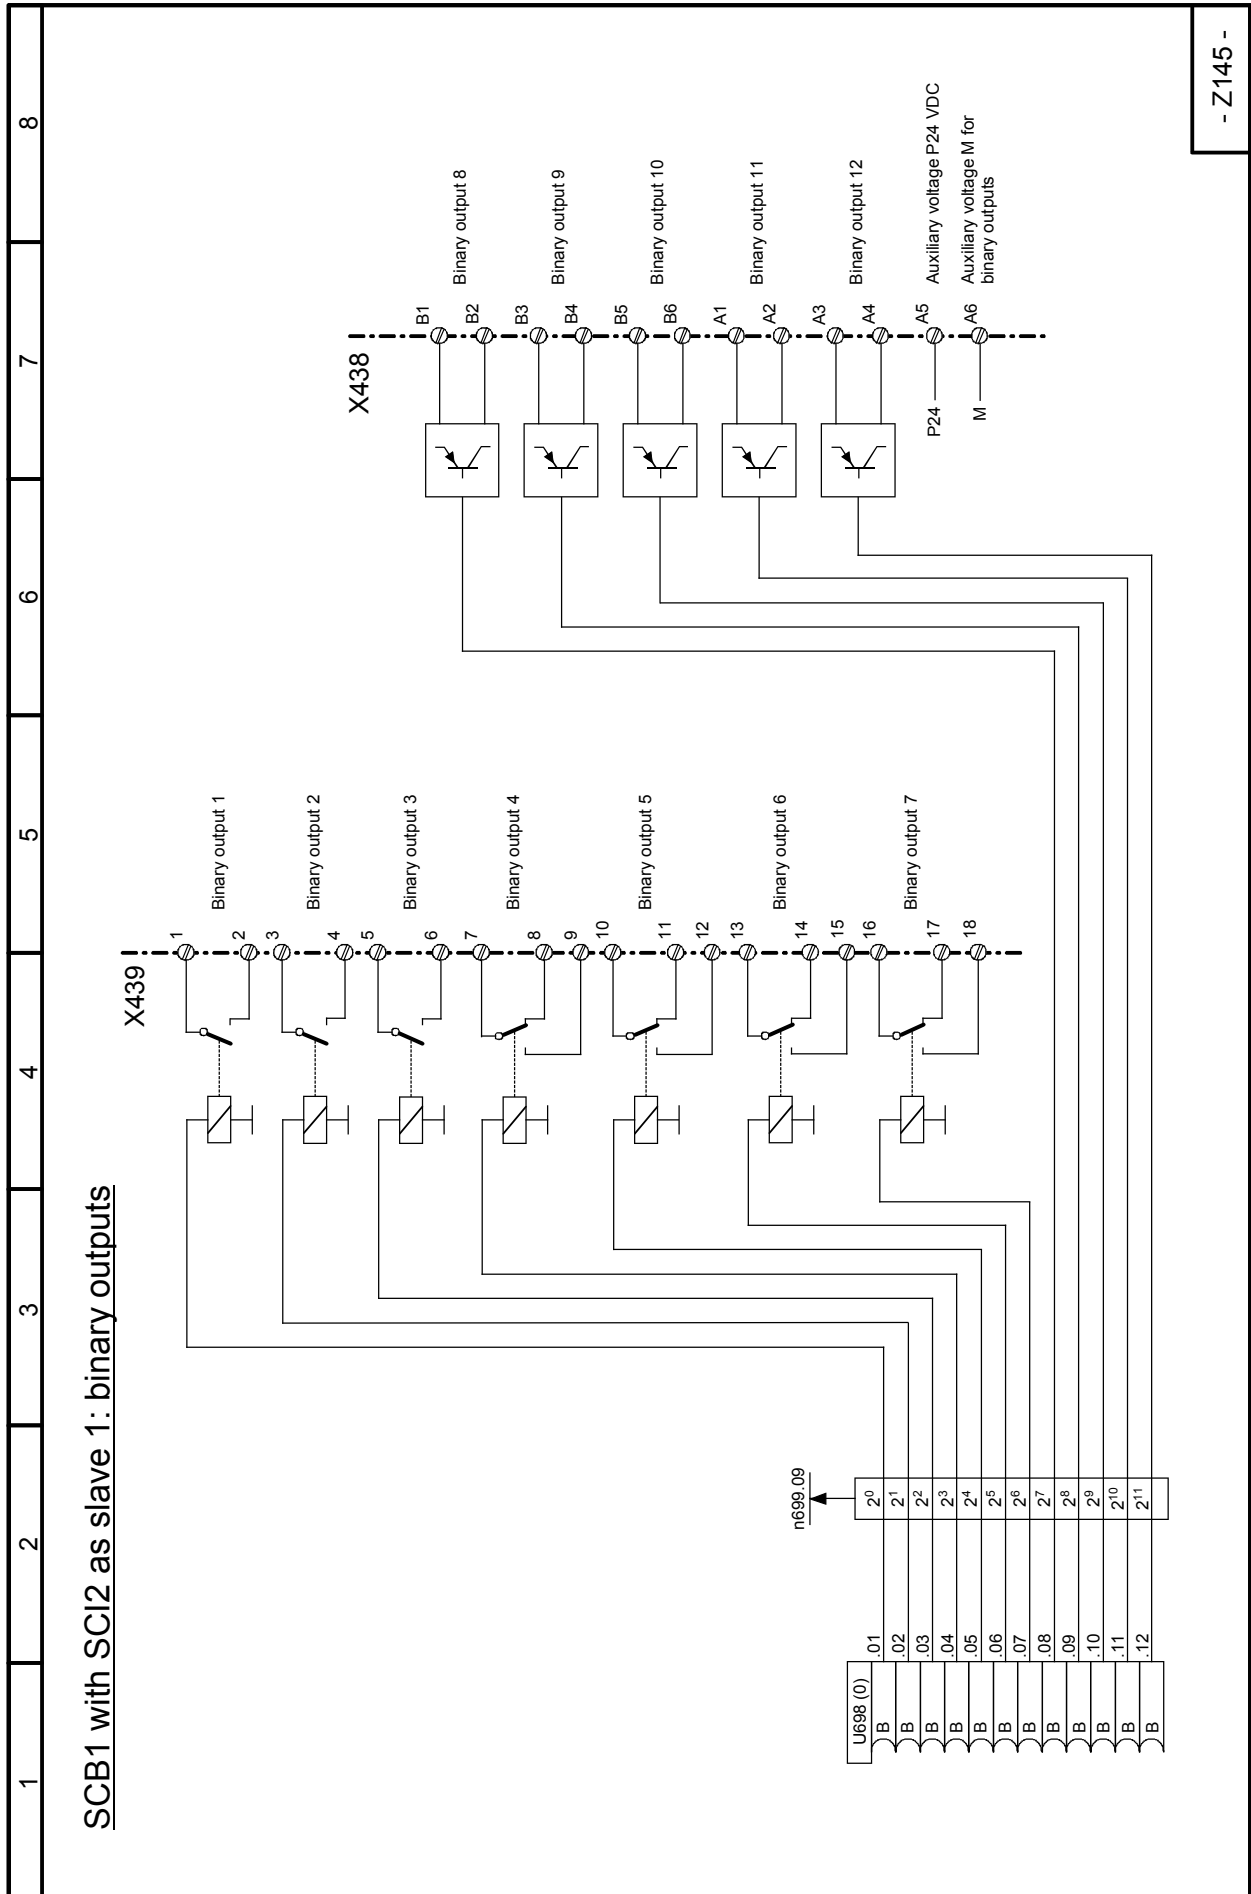 1
2
3
4
5
6
7
8
SCB1 with SCI2 as slave 1: binary outputs
U698 (0)
B .01
B .02
B .03
B .04
B .05
B .06
B .07
B .08
B .09
B .10
B .11
B .12
n699.09
2⁰
2¹
2²
2³
2⁴
2⁵
2⁶
2⁷
2⁸
2⁹
2¹⁰
2¹¹
X439
1
2
Binary output 1
3
4
Binary output 2
5
6
Binary output 3
7
8
9
Binary output 4
10
11
12
Binary output 5
13
14
15
Binary output 6
16
17
18
Binary output 7
X438
B1
B2
Binary output 8
B3
B4
Binary output 9
B5
B6
Binary output 10
A1
A2
Binary output 11
A3
A4
Binary output 12
P24
A5
Auxiliary voltage P24 VDC
M
A6
Auxiliary voltage M for
binary outputs
- Z145 -